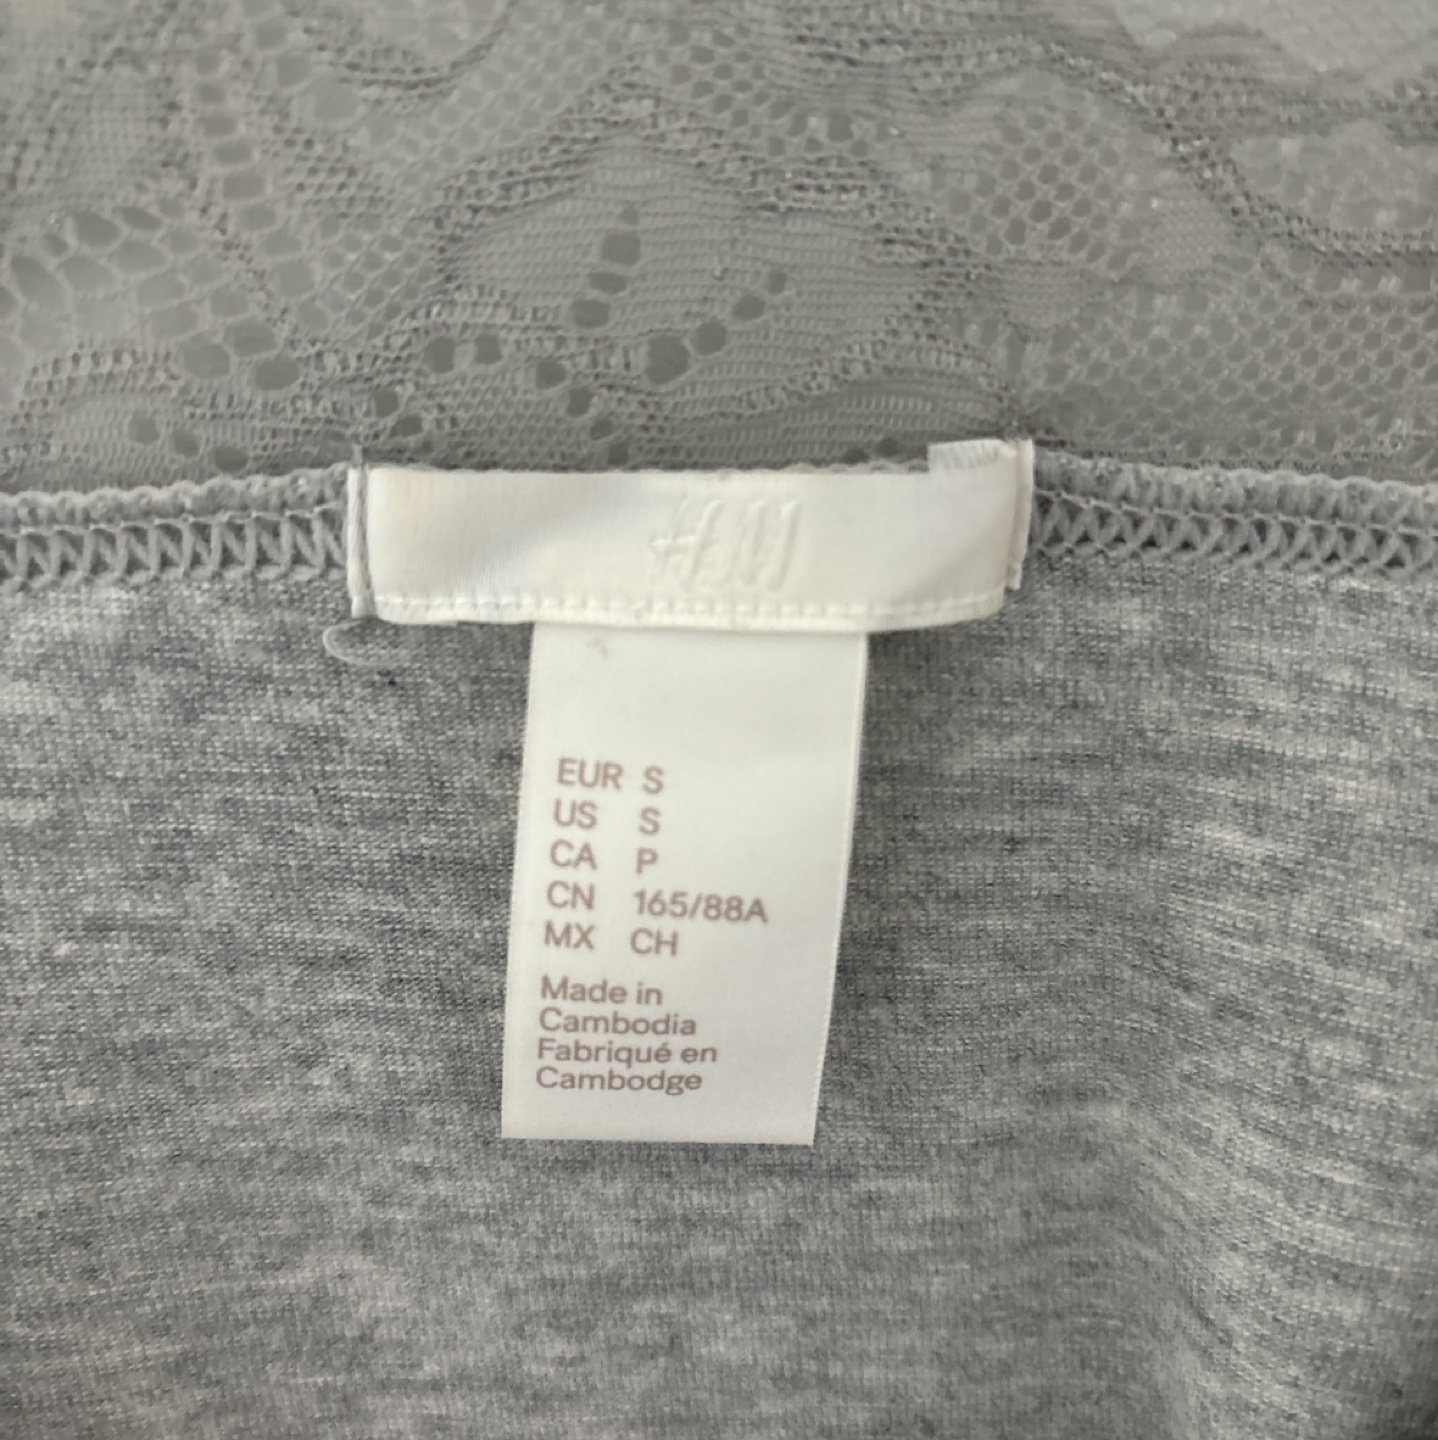 H&M
EUR S
US S
CA P
CN 165/88A
MX CH
Made in
Cambodia
Fabriqué en
Cambodge